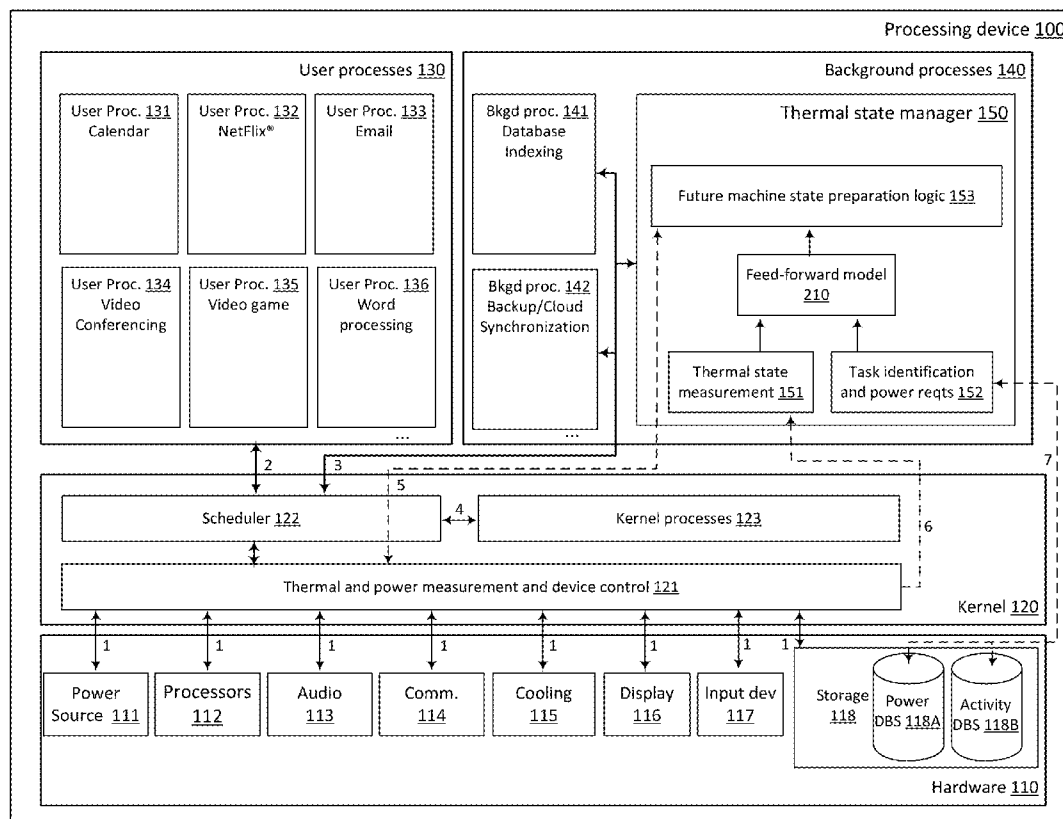 Processing device 100
User processes 130
User Proc. 131
Calendar
User Proc. 132
NetFlix®
User Proc. 133
Email
User Proc. 134
Video
Conferencing
User Proc. 135
Video game
User Proc. 136
Word
processing
...
Background processes 140
Bkgd proc. 141
Database
Indexing
Bkgd proc. 142
Backup/Cloud
Synchronization
...
Thermal state manager 150
Future machine state preparation logic 153
Feed-forward model
210
Thermal state
measurement 151
Task identification
and power reqts 152
2
3
5
6
7
Scheduler 122
4
Kernel processes 123
Thermal and power measurement and device control 121
Kernel 120
1
1
1
1
1
1
1
1
Power
Source 111
Processors
112
Audio
113
Comm.
114
Cooling
115
Display
116
Input dev
117
Storage
118
Power
DBS 118A
Activity
DBS 118B
Hardware 110